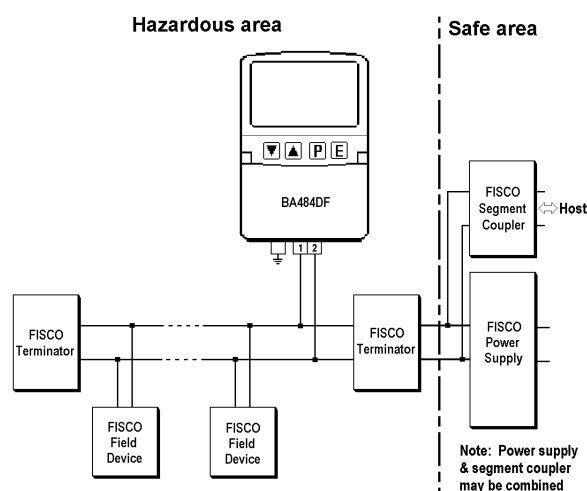 Hazardous area
Safe area
P E
BA484DF
1 2
FISCO
Segment
Coupler
Host
FISCO
Terminator
FISCO
Terminator
FISCO
Power
Supply
FISCO
Field
Device
FISCO
Field
Device
Note: Power supply
& segment coupler
may be combined